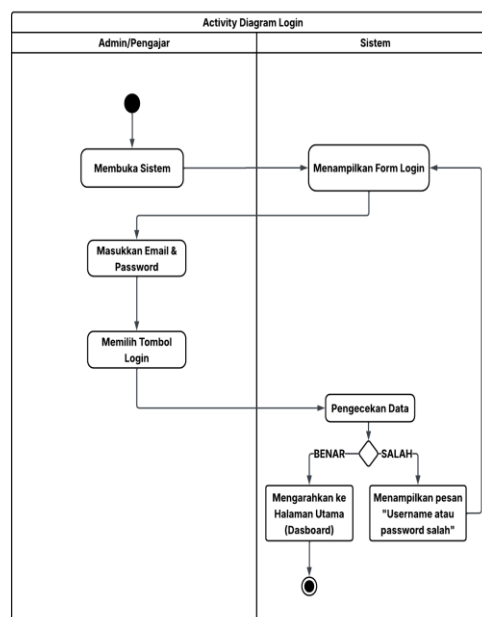 Activity Diagram Login
Admin/Pengajar
Sistem
Membuka Sistem
Menampilkan Form Login
Masukkan Email &
Password
Memilih Tombol
Login
Pengecekan Data
BENAR
SALAH
Mengarahkan ke
Halaman Utama
(Dasboard)
Menampilkan pesan
"Username atau
password salah"